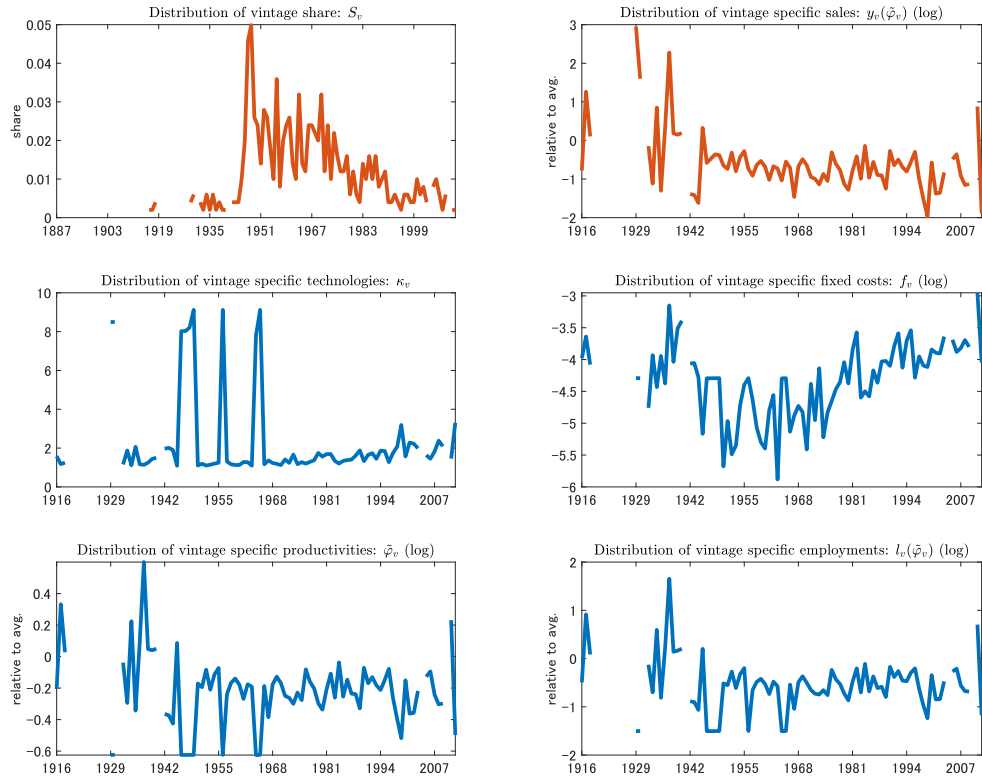 Distribution of vintage share: S_v
0.05
0.04
0.03
0.02
0.01
0
share
1887 1903 1919 1935 1951 1967 1983 1999
Distribution of vintage specific sales: y_v(φ̃_v) (log)
3
2
1
0
-1
-2
relative to avg.
1916 1929 1942 1955 1968 1981 1994 2007
Distribution of vintage specific technologies: κ_v
10
8
6
4
2
0
1916 1929 1942 1955 1968 1981 1994 2007
Distribution of vintage specific fixed costs: f_v (log)
-3
-3.5
-4
-4.5
-5
-5.5
-6
1916 1929 1942 1955 1968 1981 1994 2007
Distribution of vintage specific productivities: φ̃_v (log)
0.4
0.2
0
-0.2
-0.4
-0.6
relative to avg.
1916 1929 1942 1955 1968 1981 1994 2007
Distribution of vintage specific employments: l_v(φ̃_v) (log)
2
1
0
-1
-2
relative to avg.
1916 1929 1942 1955 1968 1981 1994 2007